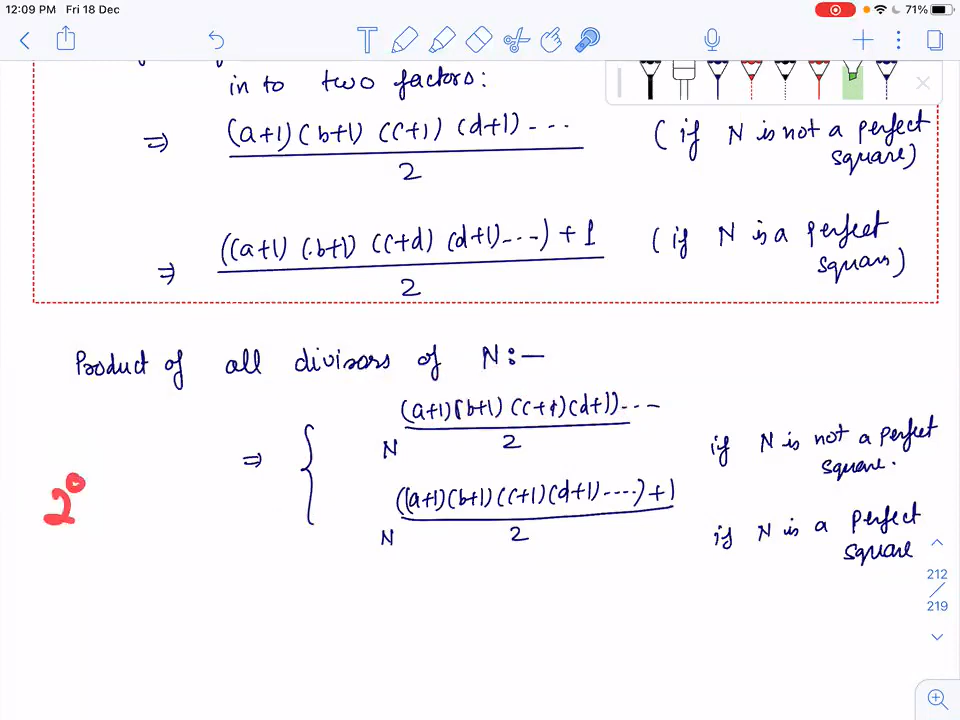 12:09 PM Fri 18 Dec
71%
in to two factors:
⇒ (a+1)(b+1)(c+1)(d+1)--- / 2 (if N is not a perfect
square)
⇒ ((a+1)(b+1)(c+d)(d+1)---)+1 / 2 (if N is a perfect
square)
Product of all divisors of N:—
⇒ { N^((a+1)(b+1)(c+1)(d+1)--- / 2) if N is not a perfect
square.
N^(((a+1)(b+1)(c+1)(d+1)----)+1 / 2) if N is a perfect
square
2⁰
212
219